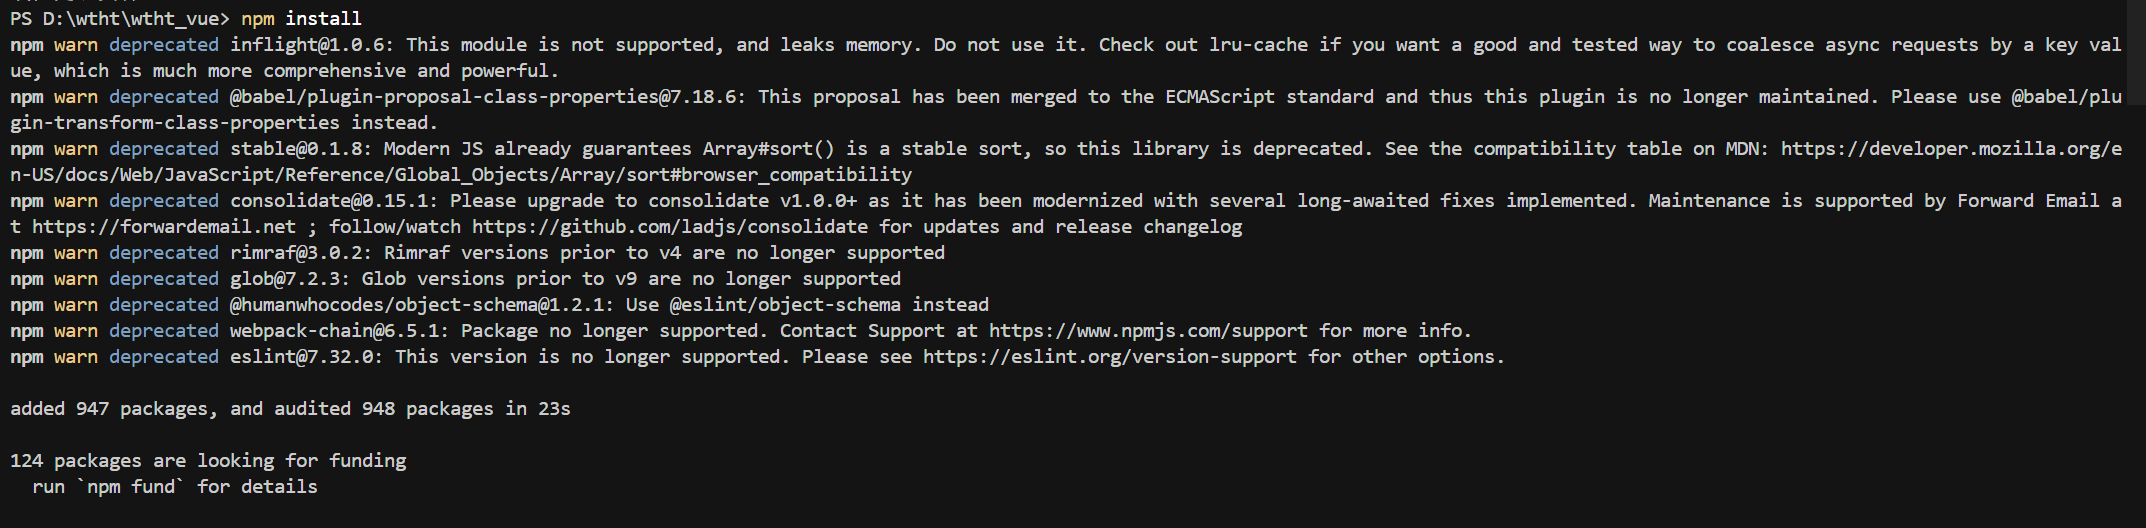 PS D:\wtht\wtht_vue> npm install
npm warn deprecated inflight@1.0.6: This module is not supported, and leaks memory. Do not use it. Check out lru-cache if you want a good and tested way to coalesce async requests by a key val
ue, which is much more comprehensive and powerful.
npm warn deprecated @babel/plugin-proposal-class-properties@7.18.6: This proposal has been merged to the ECMAScript standard and thus this plugin is no longer maintained. Please use @babel/plu
gin-transform-class-properties instead.
npm warn deprecated stable@0.1.8: Modern JS already guarantees Array#sort() is a stable sort, so this library is deprecated. See the compatibility table on MDN: https://developer.mozilla.org/e
n-US/docs/Web/JavaScript/Reference/Global_Objects/Array/sort#browser_compatibility
npm warn deprecated consolidate@0.15.1: Please upgrade to consolidate v1.0.0+ as it has been modernized with several long-awaited fixes implemented. Maintenance is supported by Forward Email a
t https://forwardemail.net ; follow/watch https://github.com/ladjs/consolidate for updates and release changelog
npm warn deprecated rimraf@3.0.2: Rimraf versions prior to v4 are no longer supported
npm warn deprecated glob@7.2.3: Glob versions prior to v9 are no longer supported
npm warn deprecated @humanwhocodes/object-schema@1.2.1: Use @eslint/object-schema instead
npm warn deprecated webpack-chain@6.5.1: Package no longer supported. Contact Support at https://www.npmjs.com/support for more info.
npm warn deprecated eslint@7.32.0: This version is no longer supported. Please see https://eslint.org/version-support for other options.
added 947 packages, and audited 948 packages in 23s
124 packages are looking for funding
run `npm fund` for details